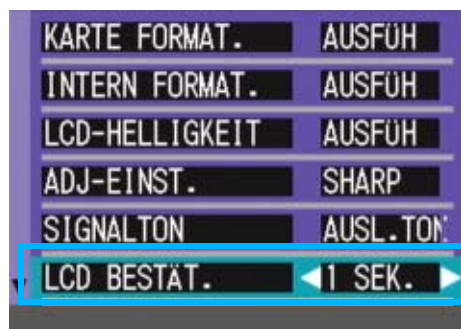 KARTE FORMAT. AUSFÜH
INTERN FORMAT. AUSFÜH
LCD-HELLIGKEIT AUSFÜH
ADJ-EINST. SHARP
SIGNALTON AUSL.TON
LCD BESTÄT. 1 SEK.